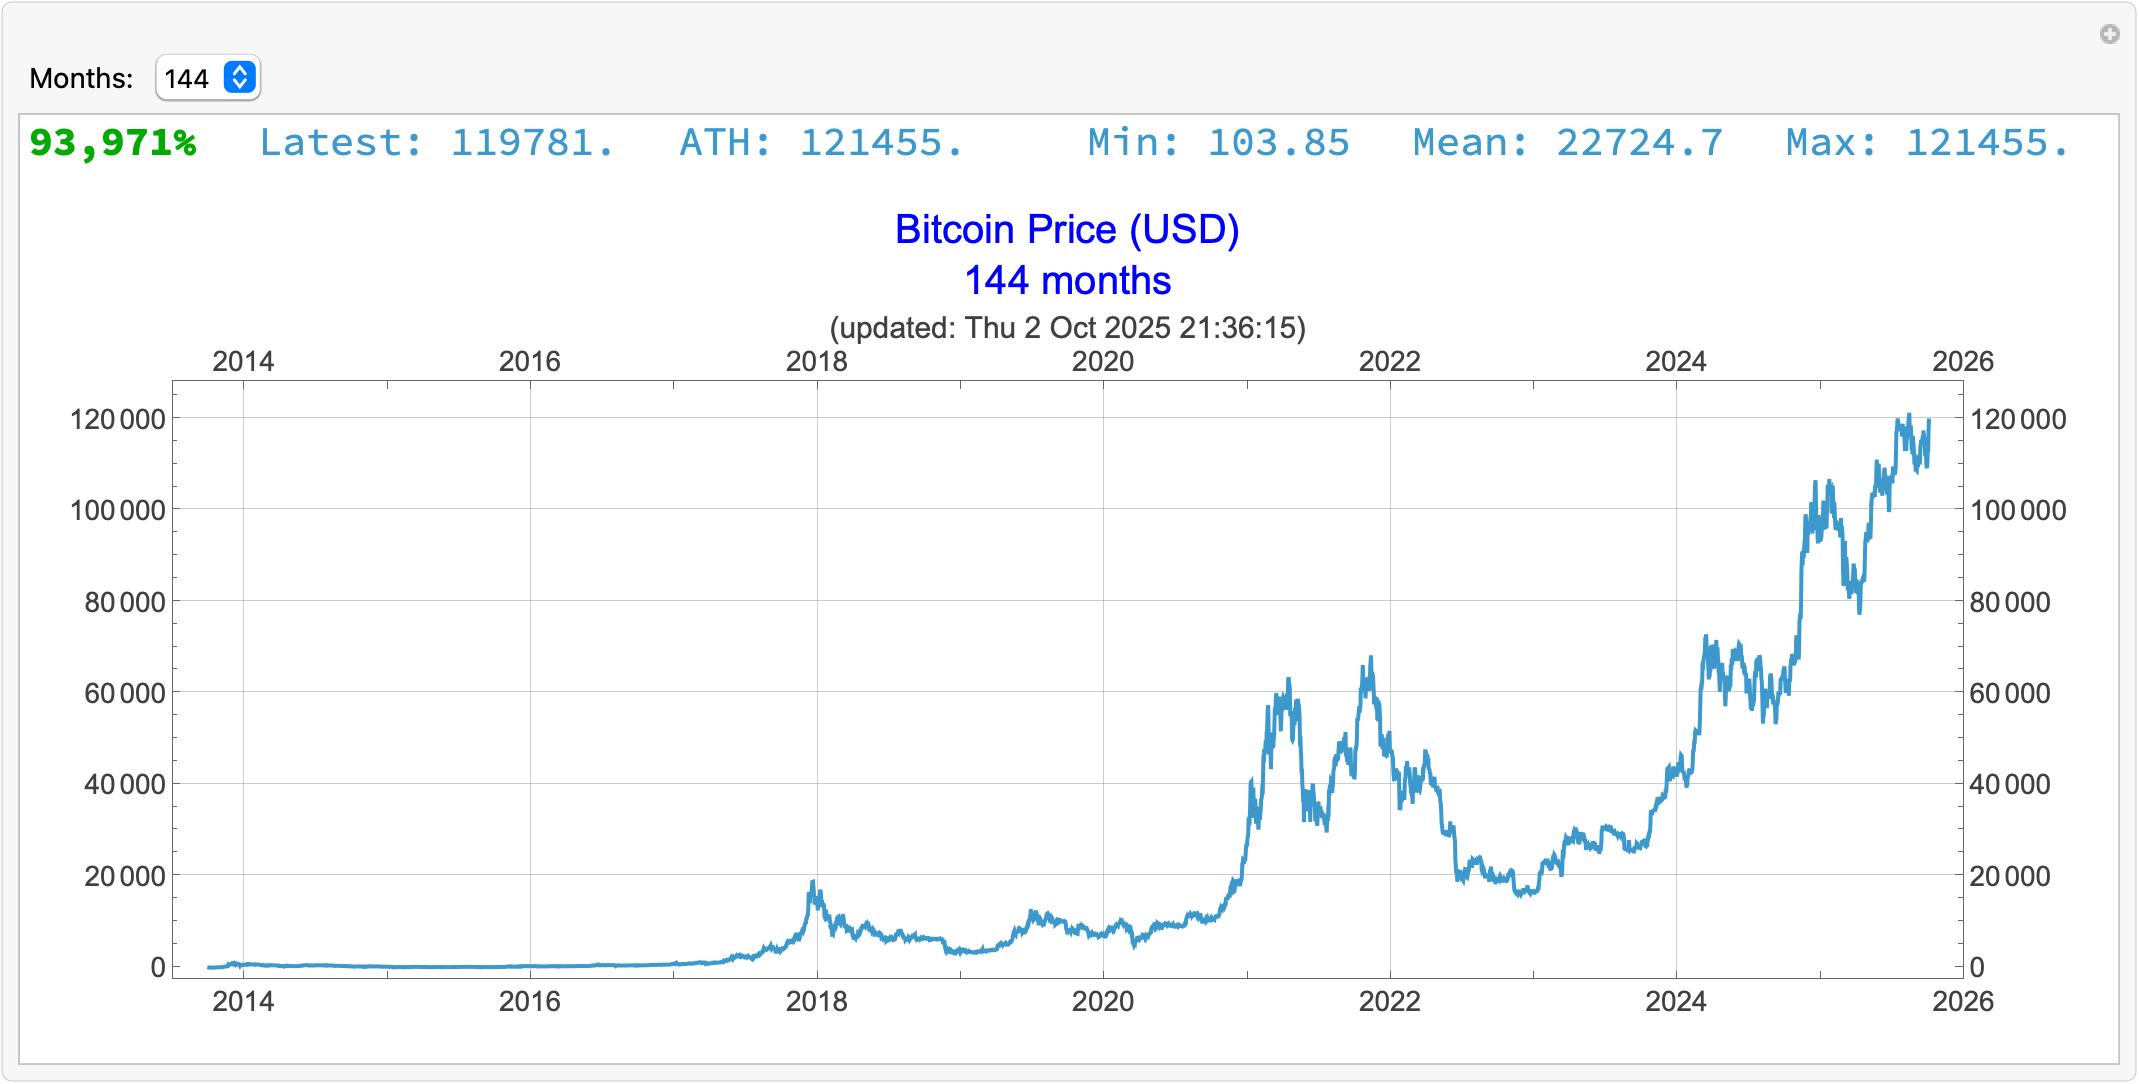 Months: 144
93,971% Latest: 119781. ATH: 121455. Min: 103.85 Mean: 22724.7 Max: 121455.
Bitcoin Price (USD)
144 months
(updated: Thu 2 Oct 2025 21:36:15)
2014 2016 2018 2020 2022 2024 2026
120 000 120 000
100 000 100 000
80 000 80 000
60 000 60 000
40 000 40 000
20 000 20 000
0 0
2014 2016 2018 2020 2022 2024 2026